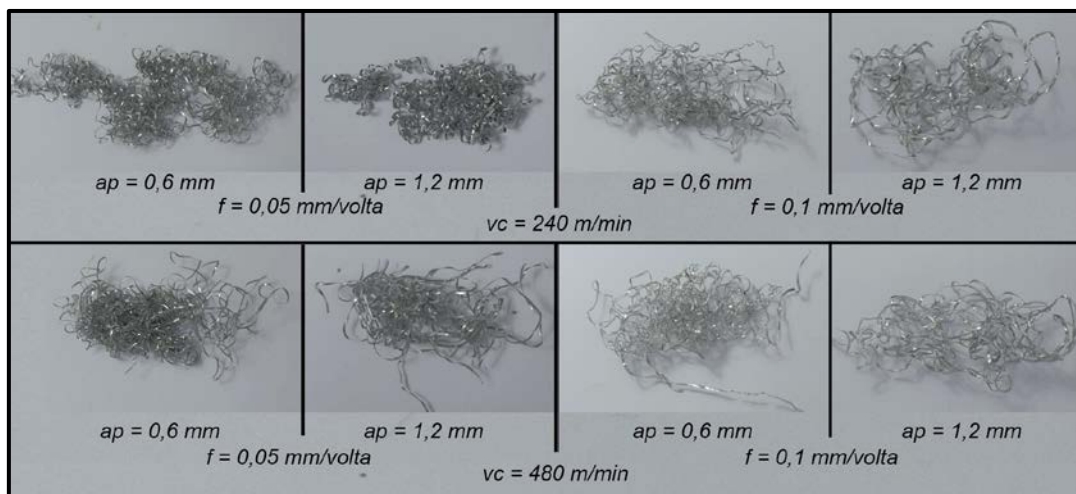 ap = 0,6 mm ap = 1,2 mm ap = 0,6 mm ap = 1,2 mm
f = 0,05 mm/volta f = 0,1 mm/volta
vc = 240 m/min
ap = 0,6 mm ap = 1,2 mm ap = 0,6 mm ap = 1,2 mm
f = 0,05 mm/volta f = 0,1 mm/volta
vc = 480 m/min